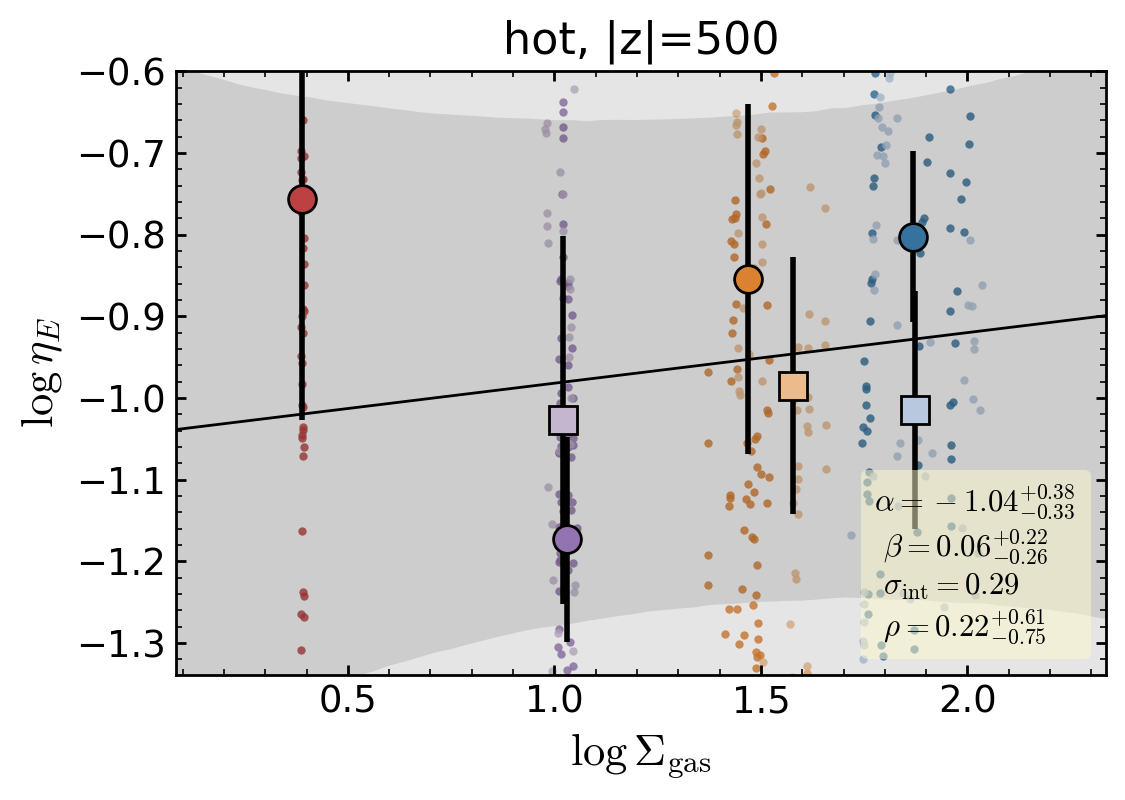 hot, |z|=500
log η_E
−0.6
−0.7
−0.8
−0.9
−1.0
−1.1
−1.2
−1.3
α = −1.04^{+0.38}_{−0.33}
β = 0.06^{+0.22}_{−0.26}
σ_int = 0.29
ρ = 0.22^{+0.61}_{−0.75}
0.5 1.0 1.5 2.0
log Σ_gas